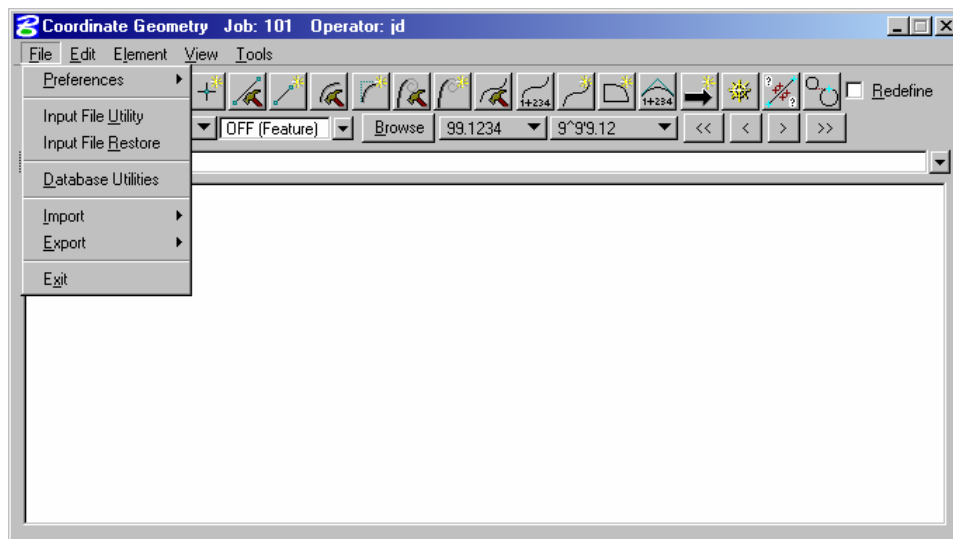 Coordinate Geometry Job: 101 Operator: jd
File Edit Element View Tools
Preferences
Redefine
Input File Utility
OFF (Feature) Browse 99.1234 9^9'9.12 << < > >>
Input File Restore
Database Utilities
Import
Export
Exit
1+234
1+234